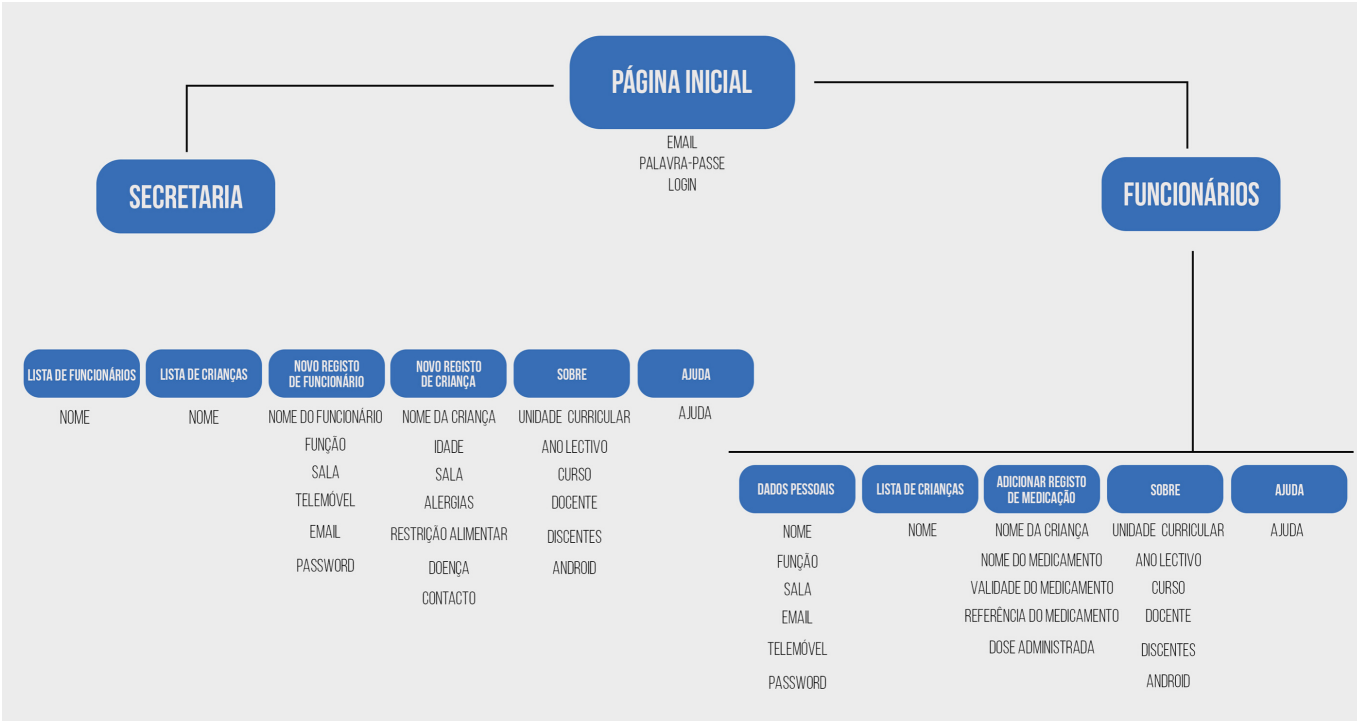 PÁGINA INICIAL
EMAIL
PALAVRA-PASSE
LOGIN
SECRETARIA
FUNCIONÁRIOS
LISTA DE FUNCIONÁRIOS
NOME
LISTA DE CRIANÇAS
NOME
NOVO REGISTO
DE FUNCIONÁRIO
NOME DO FUNCIONÁRIO
FUNÇÃO
SALA
TELEMÓVEL
EMAIL
PASSWORD
NOVO REGISTO
DE CRIANÇA
NOME DA CRIANÇA
IDADE
SALA
ALERGIAS
RESTRIÇÃO ALIMENTAR
DOENÇA
CONTACTO
SOBRE
UNIDADE CURRICULAR
ANO LECTIVO
CURSO
DOCENTE
DISCENTES
ANDROID
AJUDA
AJUDA
DADOS PESSOAIS
NOME
FUNÇÃO
SALA
EMAIL
TELEMÓVEL
PASSWORD
LISTA DE CRIANÇAS
NOME
ADICIONAR REGISTO
DE MEDICAÇÃO
NOME DA CRIANÇA
NOME DO MEDICAMENTO
VALIDADE DO MEDICAMENTO
REFERÊNCIA DO MEDICAMENTO
DOSE ADMINISTRADA
SOBRE
UNIDADE CURRICULAR
ANO LECTIVO
CURSO
DOCENTE
DISCENTES
ANDROID
AJUDA
AJUDA